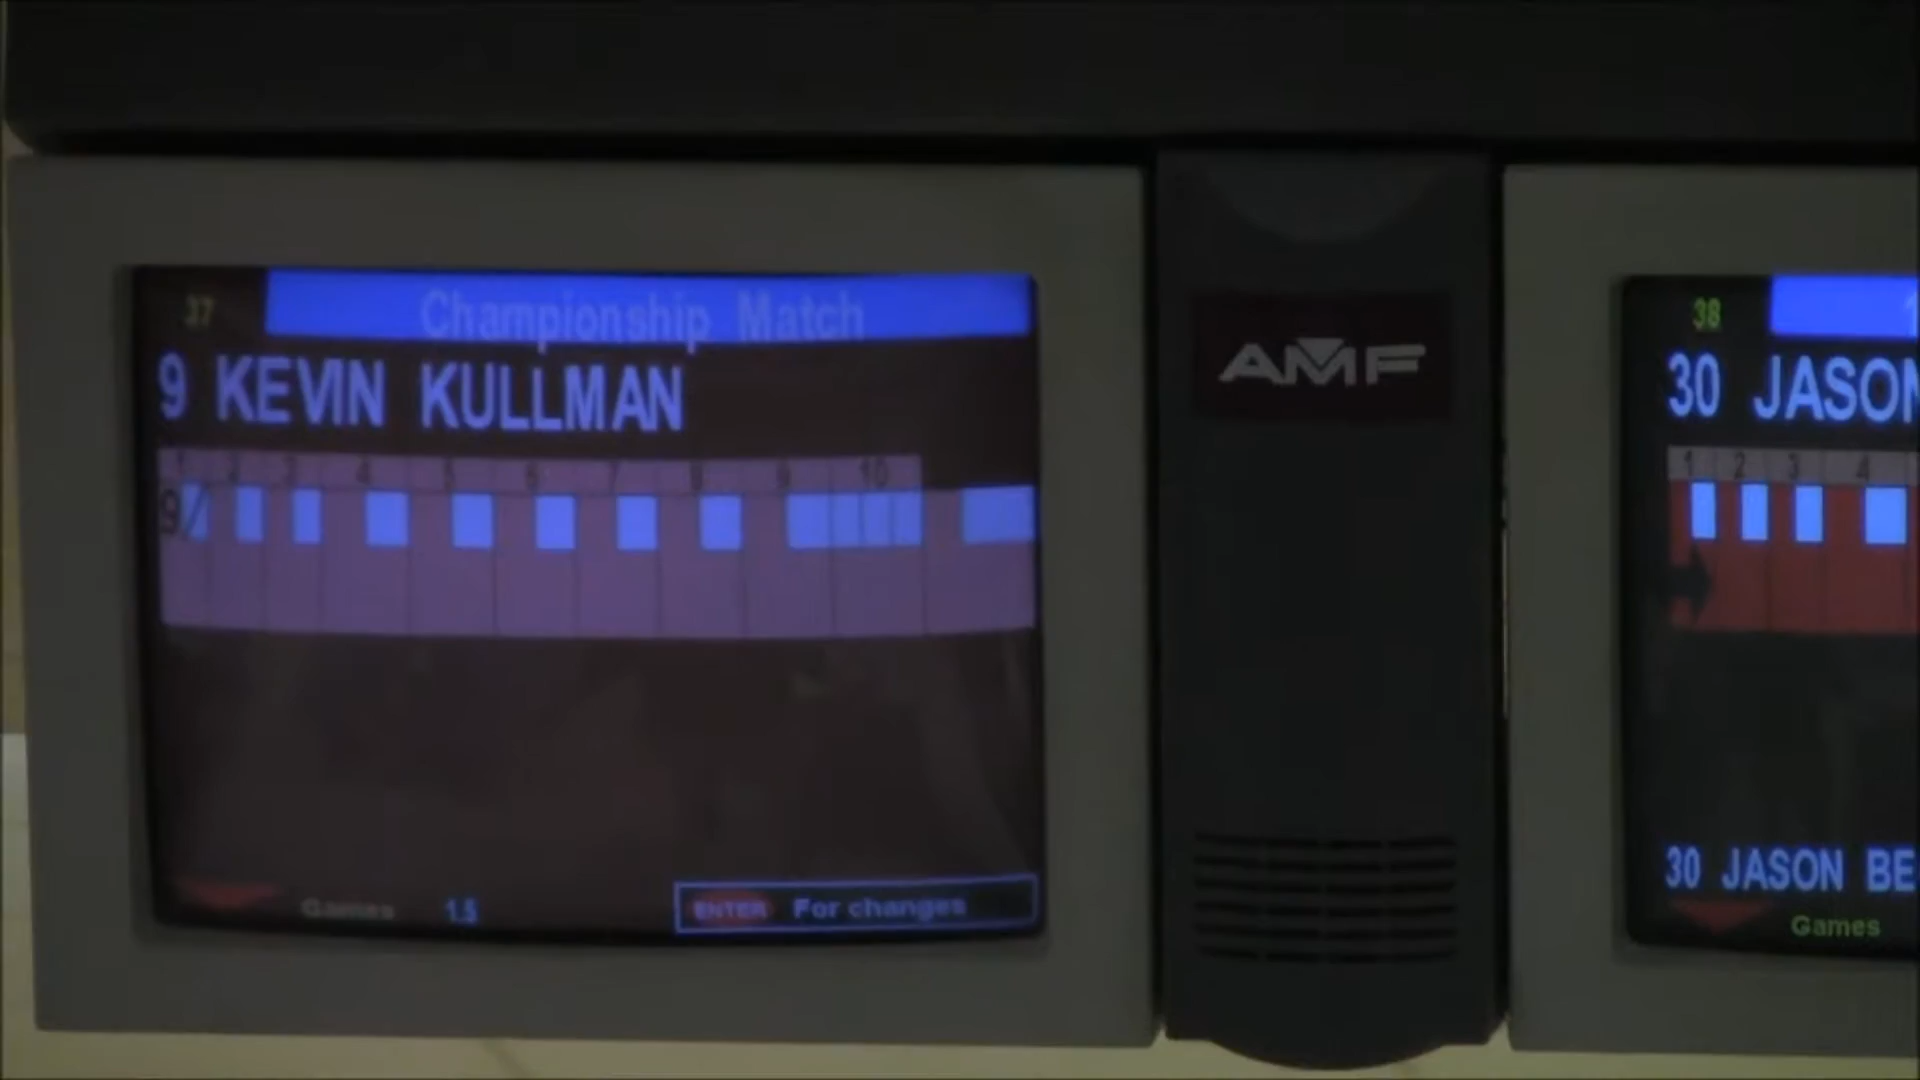 37
Championship Match
9 KEVIN KULLMAN
1 2 3 4 5 6 7 8 9 10
9/
Games 1.5
ENTER For changes
AMF
38
30 JASON
1 2 3 4
30 JASON BE
Games